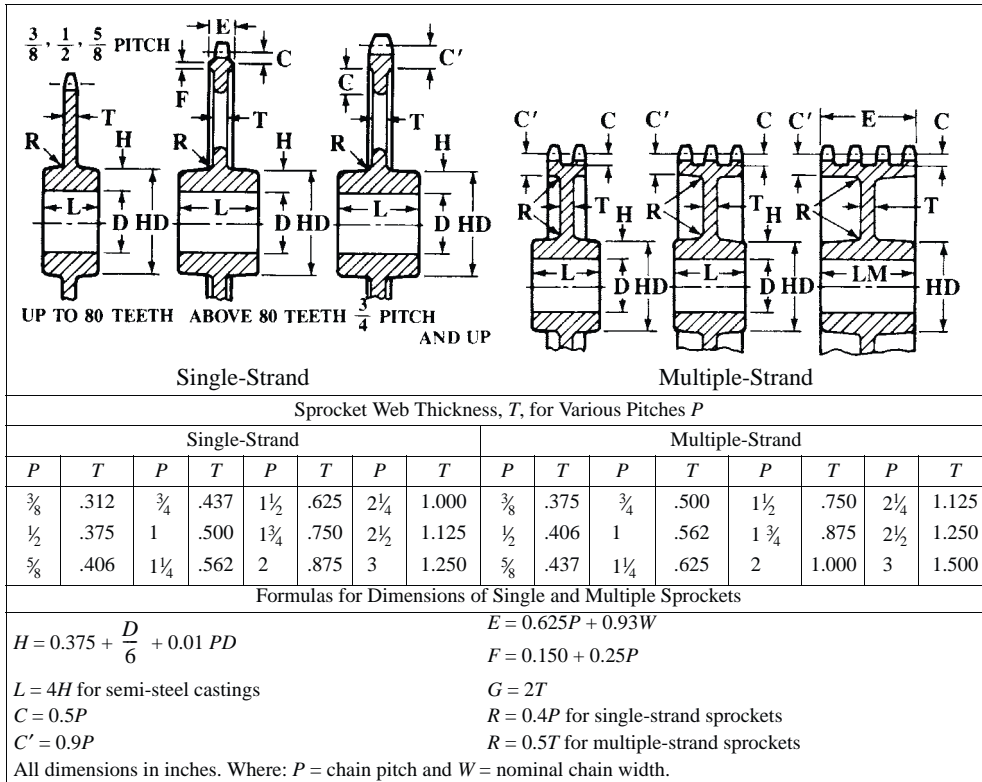 3/8, 1/2, 5/8 PITCH
E
C
F
T
H
R
L
D
HD
C'
C
T
H
R
L
D
HD
T
H
R
L
D
HD
UP TO 80 TEETH ABOVE 80 TEETH 3/4 PITCH
AND UP
C' C C' C' E C
R T R T R T
H H
L L LM
D HD D HD HD
Single-Strand Multiple-Strand
Sprocket Web Thickness, T, for Various Pitches P
Single-Strand Multiple-Strand
P T P T P T P T P T P T P T P T
3/8 .312 3/4 .437 1 1/2 .625 2 1/4 1.000 3/8 .375 3/4 .500 1 1/2 .750 2 1/4 1.125
1/2 .375 1 .500 1 3/4 .750 2 1/2 1.125 1/2 .406 1 .562 1 3/4 .875 2 1/2 1.250
5/8 .406 1 1/4 .562 2 .875 3 1.250 5/8 .437 1 1/4 .625 2 1.000 3 1.500
Formulas for Dimensions of Single and Multiple Sprockets
H = 0.375 + D/6 + 0.01 PD
E = 0.625P + 0.93W
F = 0.150 + 0.25P
L = 4H for semi-steel castings
G = 2T
C = 0.5P
R = 0.4P for single-strand sprockets
C′ = 0.9P
R = 0.5T for multiple-strand sprockets
All dimensions in inches. Where: P = chain pitch and W = nominal chain width.